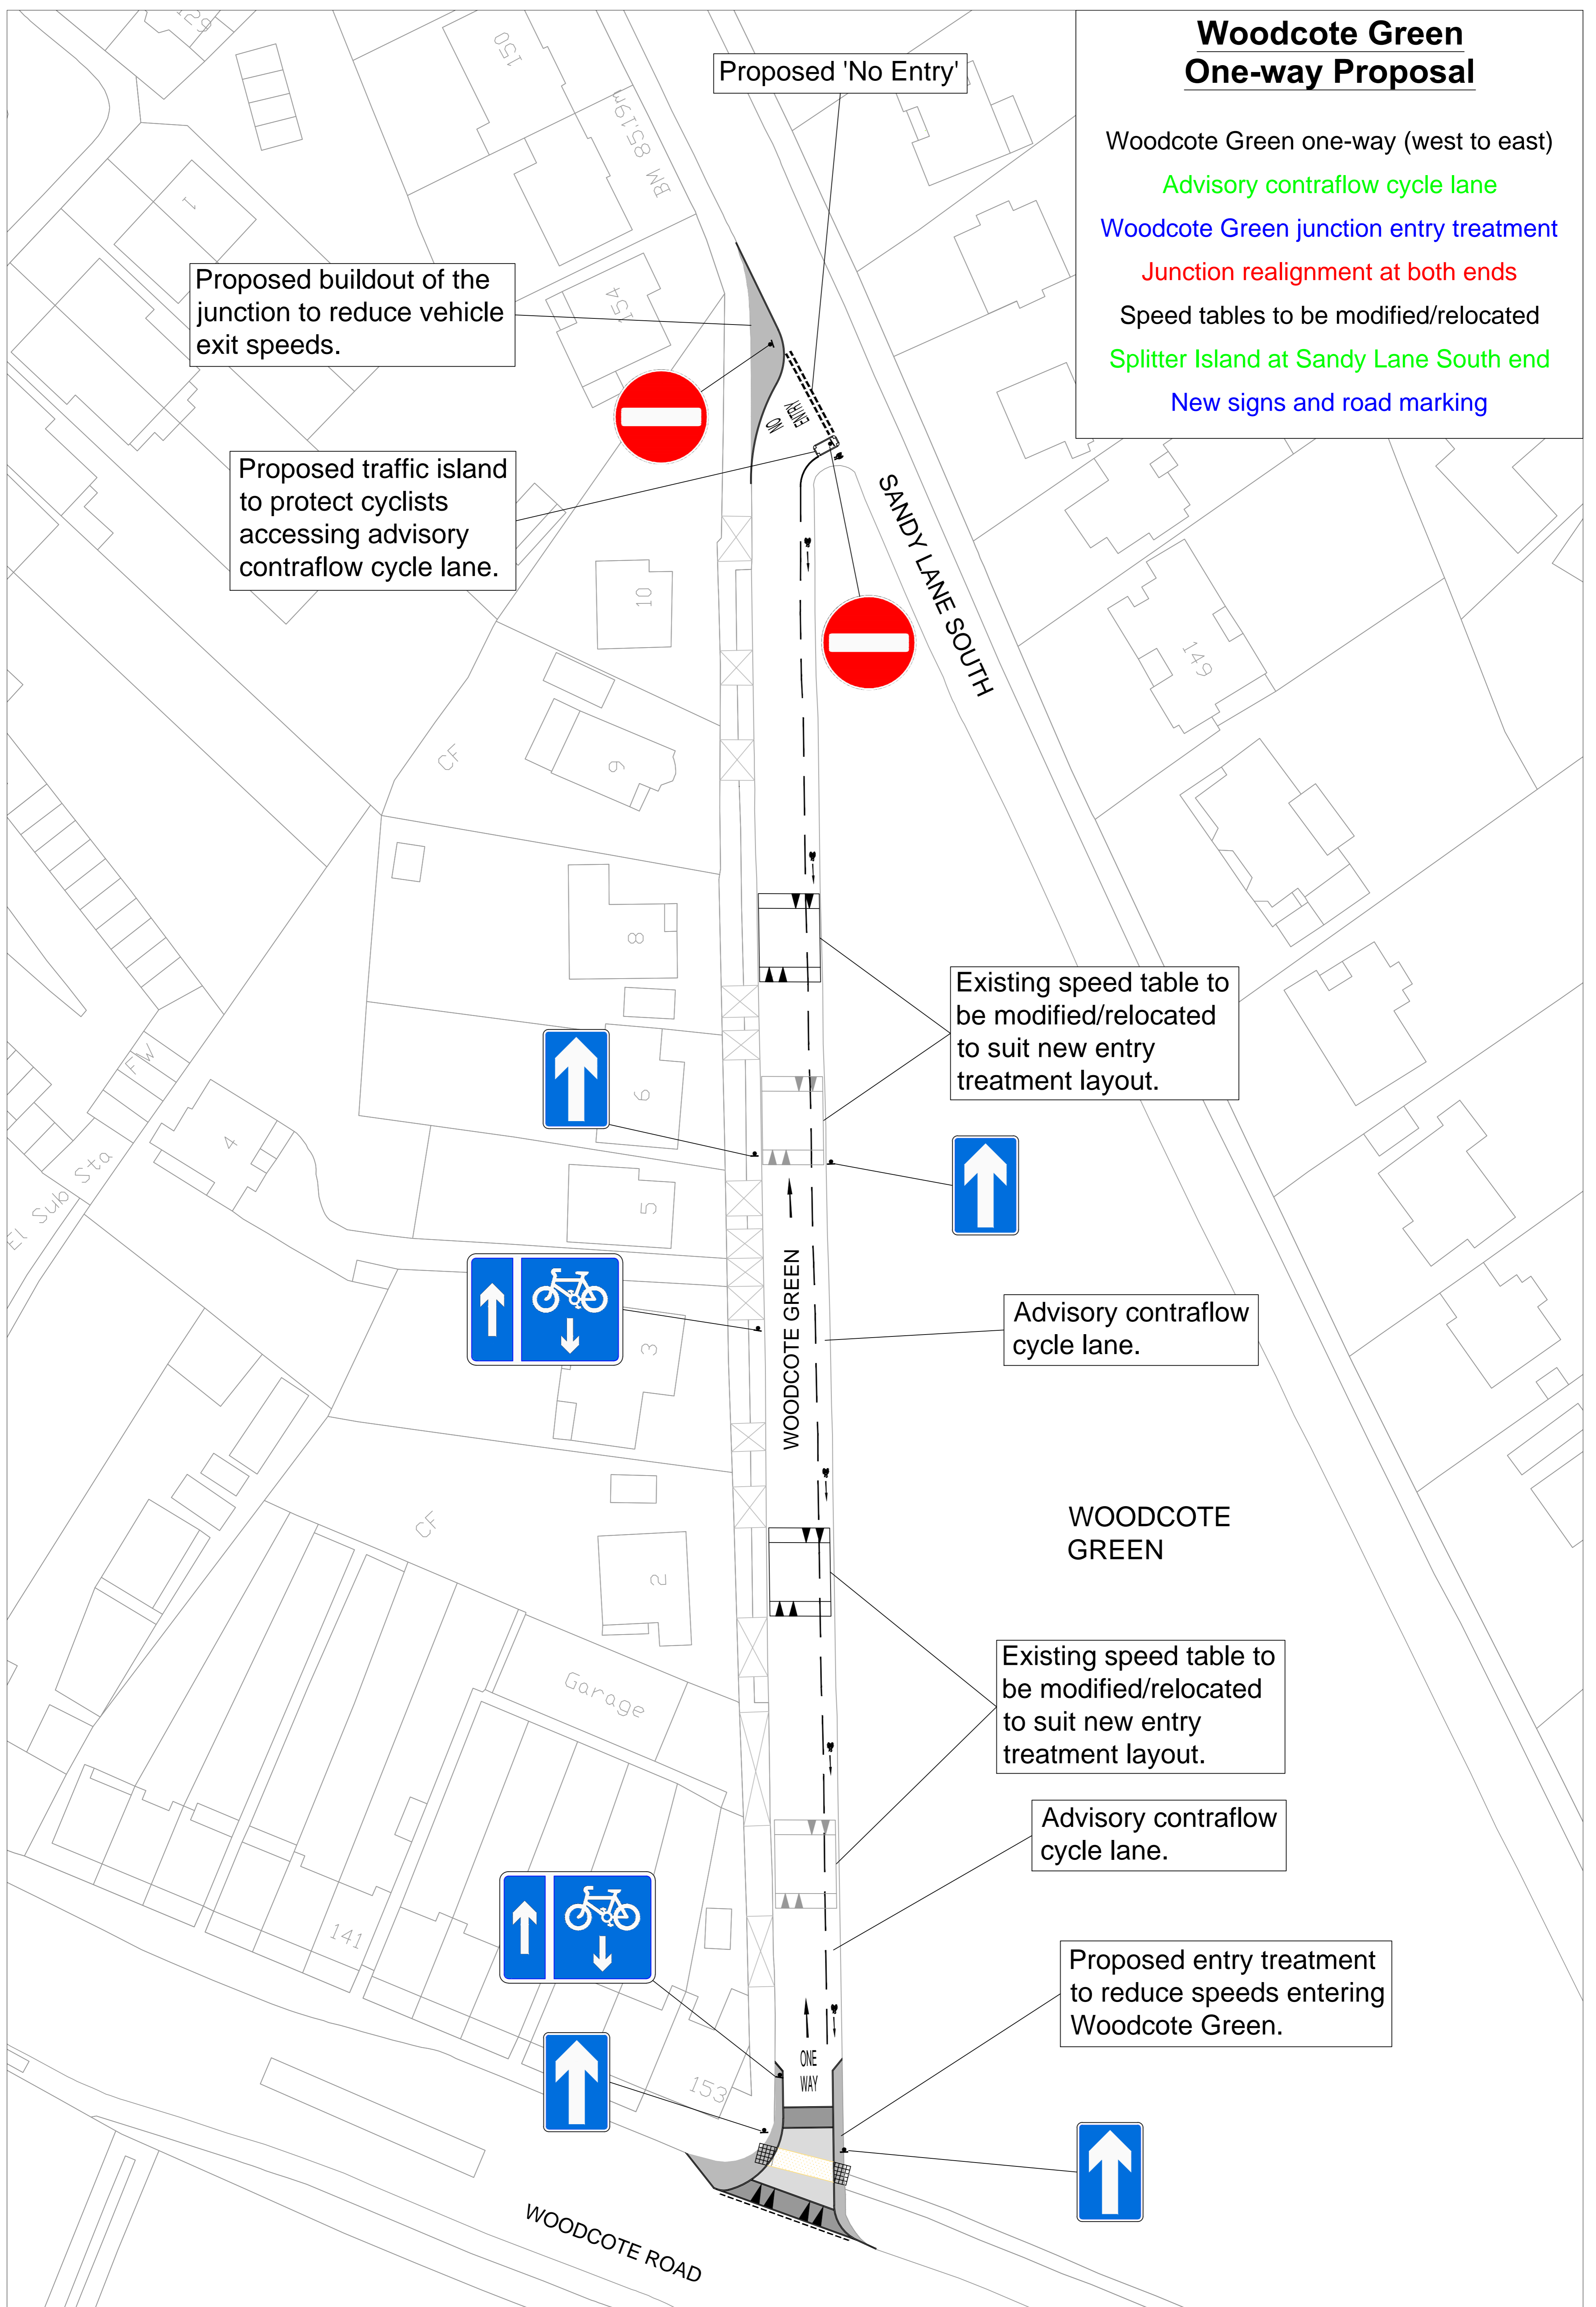 Woodcote Green
One-way Proposal
Woodcote Green one-way (west to east)
Advisory contraflow cycle lane
Woodcote Green junction entry treatment
Junction realignment at both ends
Speed tables to be modified/relocated
Splitter Island at Sandy Lane South end
New signs and road marking
129
150
Proposed 'No Entry'
BM 85.19m
1
Proposed buildout of the
junction to reduce vehicle
exit speeds.
154
NO
ENTRY
Proposed traffic island
to protect cyclists
accessing advisory
contraflow cycle lane.
SANDY LANE SOUTH
10
149
CF
9
8
Existing speed table to
be modified/relocated
to suit new entry
treatment layout.
FW
6
4
El Sub Sta
5
WOODCOTE GREEN
Advisory contraflow
cycle lane.
3
CF
WOODCOTE
GREEN
2
Garage
Existing speed table to
be modified/relocated
to suit new entry
treatment layout.
Advisory contraflow
cycle lane.
141
Proposed entry treatment
to reduce speeds entering
Woodcote Green.
ONE
WAY
153
WOODCOTE ROAD